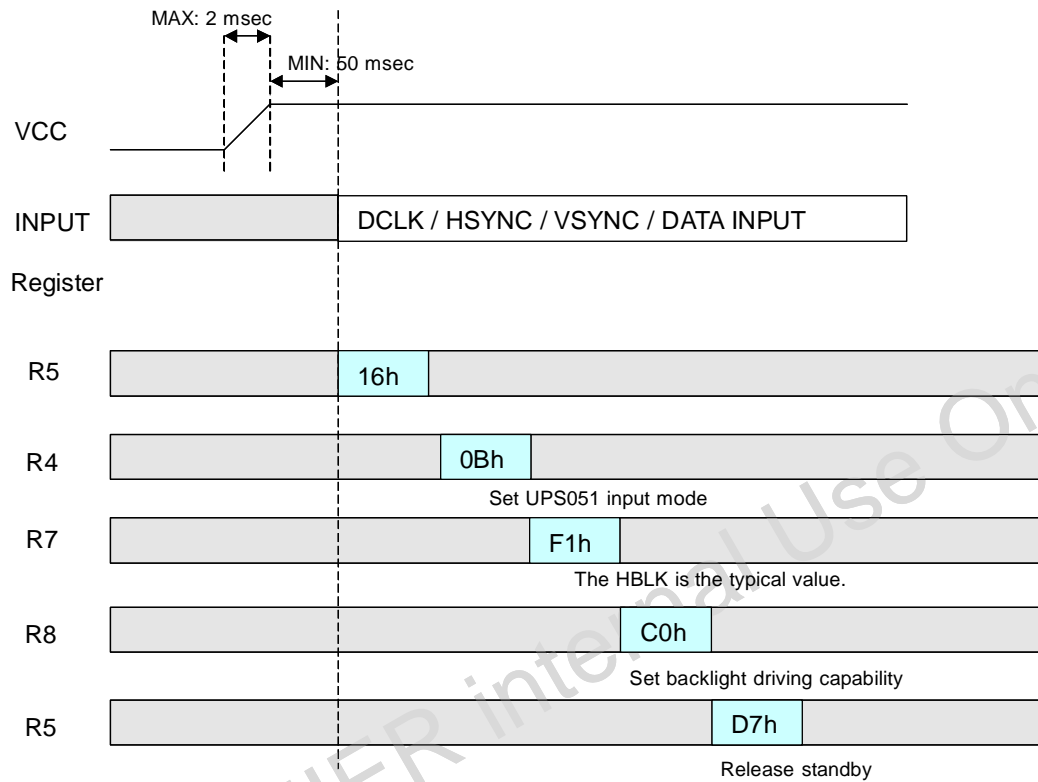 MAX: 2 msec
MIN: 50 msec
VCC
INPUT
DCLK / HSYNC / VSYNC / DATA INPUT
Register
R5
16h
R4
0Bh
Set UPS051 input mode
R7
F1h
The HBLK is the typical value.
R8
C0h
Set backlight driving capability
R5
D7h
Release standby
internal Use